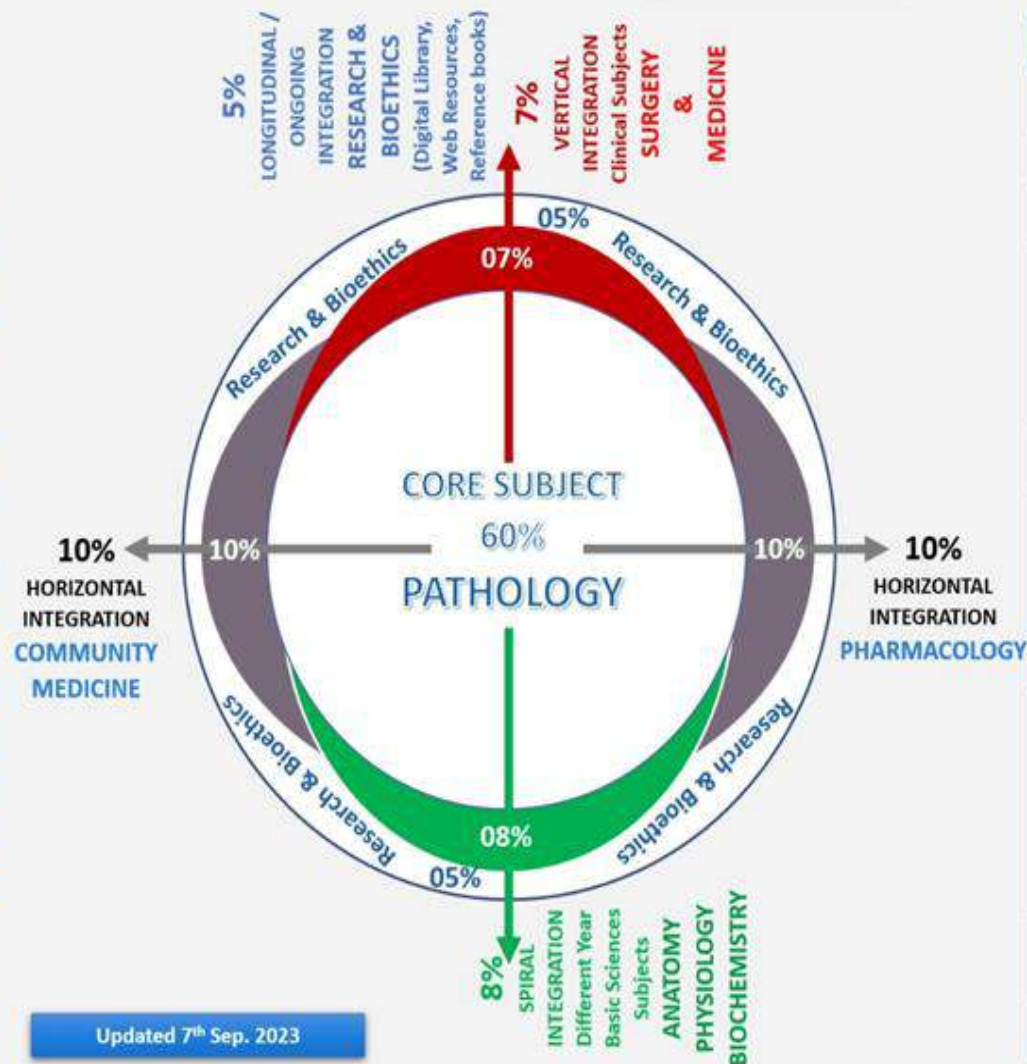 5%
LONGITUDINAL /
ONGOING
INTEGRATION
RESEARCH &
BIOETHICS
(Digital Library,
Web Resources,
Reference books)
7%
VERTICAL
INTEGRATION
Clinical Subjects
SURGERY
&
MEDICINE
05%
Research & Bioethics
Research & Bioethics
07%
CORE SUBJECT
60%
PATHOLOGY
10%
10%
HORIZONTAL
INTEGRATION
COMMUNITY
MEDICINE
10%
10%
HORIZONTAL
INTEGRATION
PHARMACOLOGY
Research & Bioethics
Research & Bioethics
08%
05%
8%
SPIRAL
INTEGRATION
Different Year
Basic Sciences
Subjects
ANATOMY
PHYSIOLOGY
BIOCHEMISTRY
Updated 7th Sep. 2023